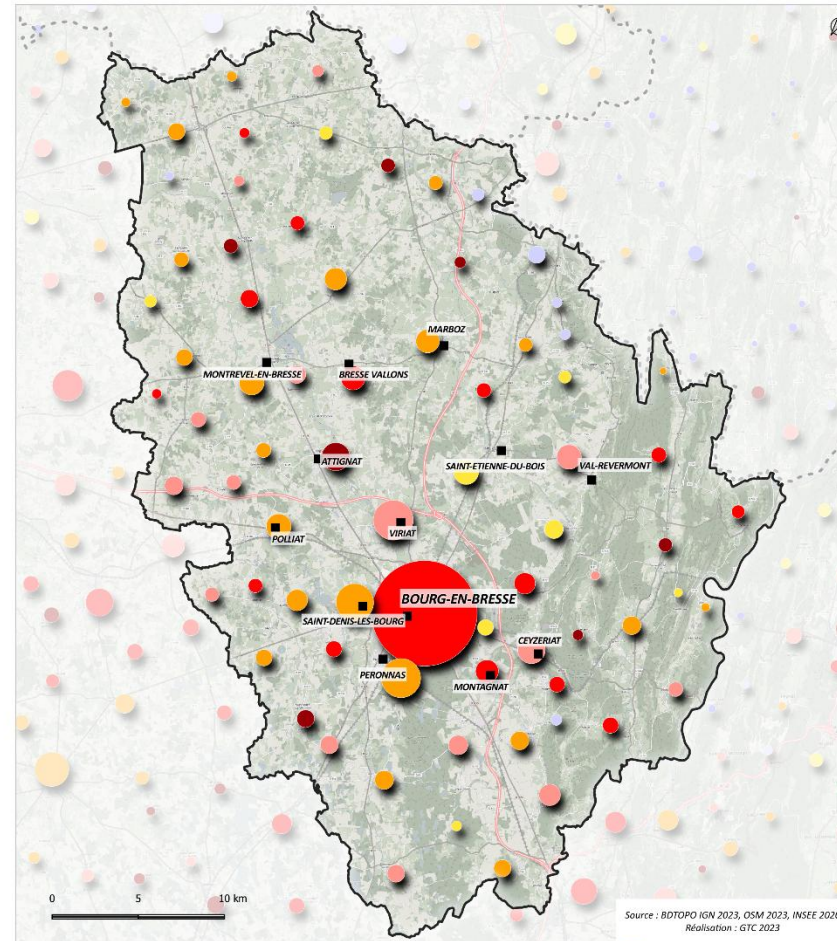 MARBOZ
MONTREVEL-EN-BRESSE
BRESSE VALLONS
ATTIGNAT
SAINT-ETIENNE-DU-BOIS
VAL-REVERMONT
POLLIAT
VIRIAT
BOURG-EN-BRESSE
SAINT-DENIS-LES-BOURG
CEYZERIAT
PERONNAS
MONTAGNAT
0 5 10 km
Source : BDTOPO IGN 2023, OSM 2023, INSEE 2020
Réalisation : GTC 2023